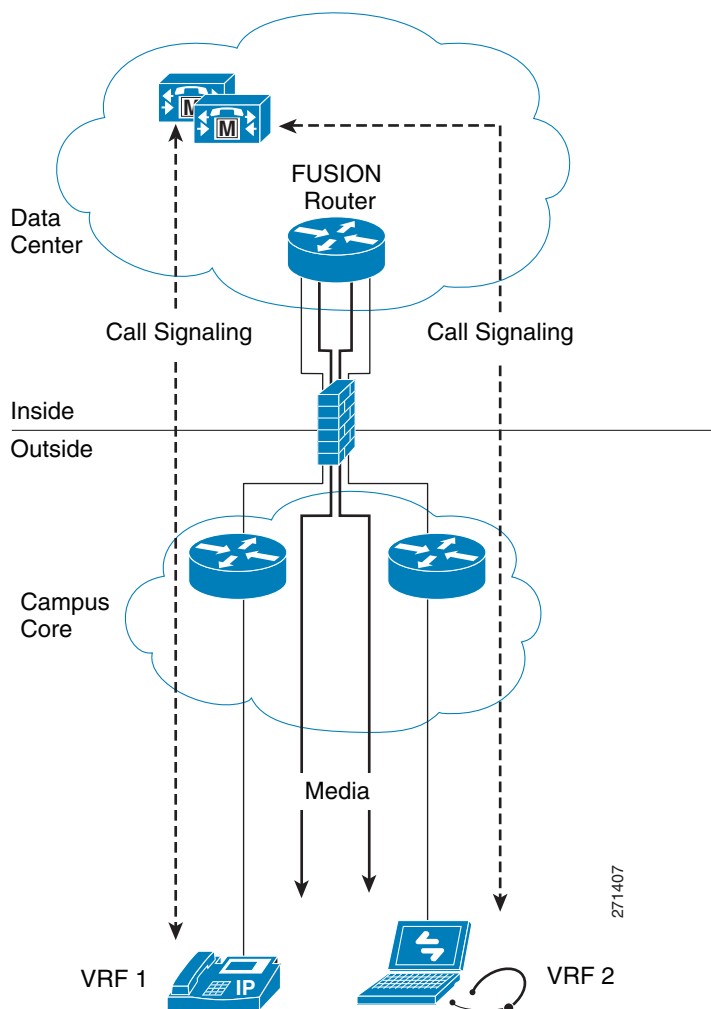 M
M
FUSION
Router
Data
Center
Call Signaling
Call Signaling
Inside
Outside
Campus
Core
Media
271407
VRF 1
IP
VRF 2